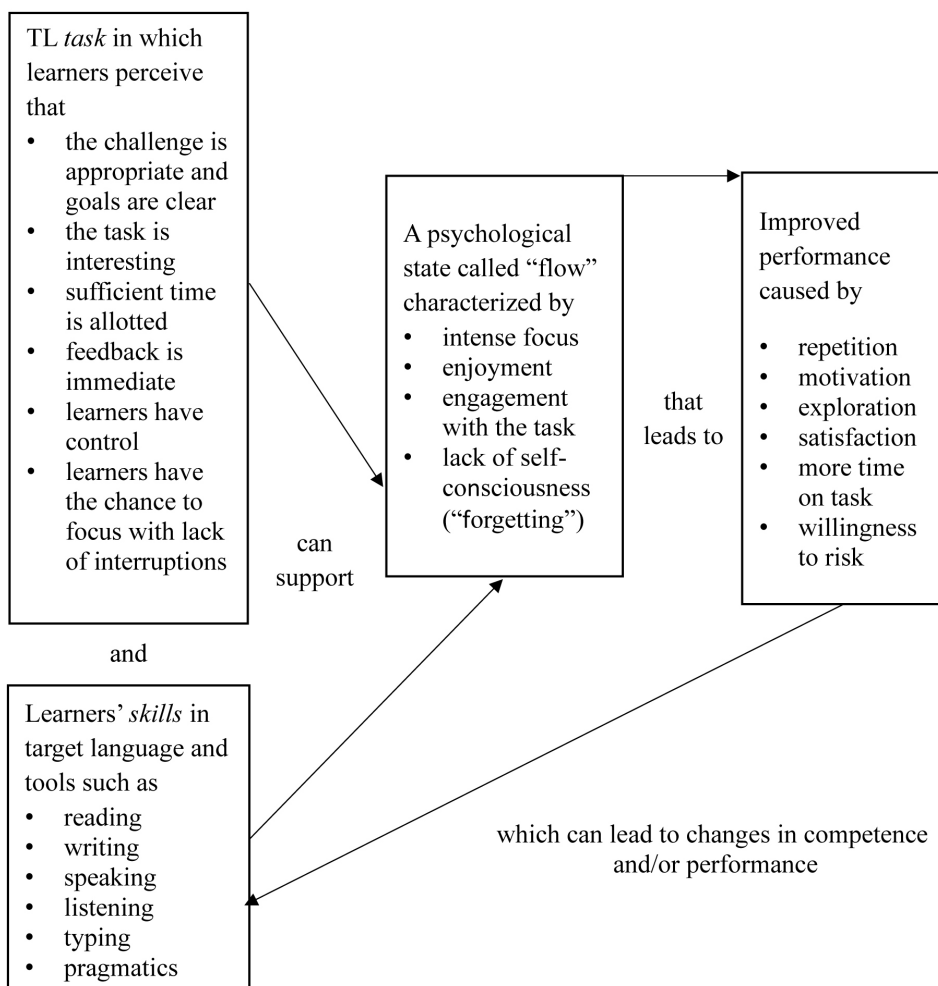 TL task in which
learners perceive
that
• the challenge is
appropriate and
goals are clear
• the task is
interesting
• sufficient time
is allotted
• feedback is
immediate
• learners have
control
• learners have
the chance to
focus with lack
of interruptions
and
Learners’ skills in
target language and
tools such as
• reading
• writing
• speaking
• listening
• typing
• pragmatics
can
support
A psychological
state called “flow”
characterized by
• intense focus
• enjoyment
• engagement
with the task
• lack of self-
consciousness
(“forgetting”)
that
leads to
Improved
performance
caused by
• repetition
• motivation
• exploration
• satisfaction
• more time
on task
• willingness
to risk
which can lead to changes in competence
and/or performance